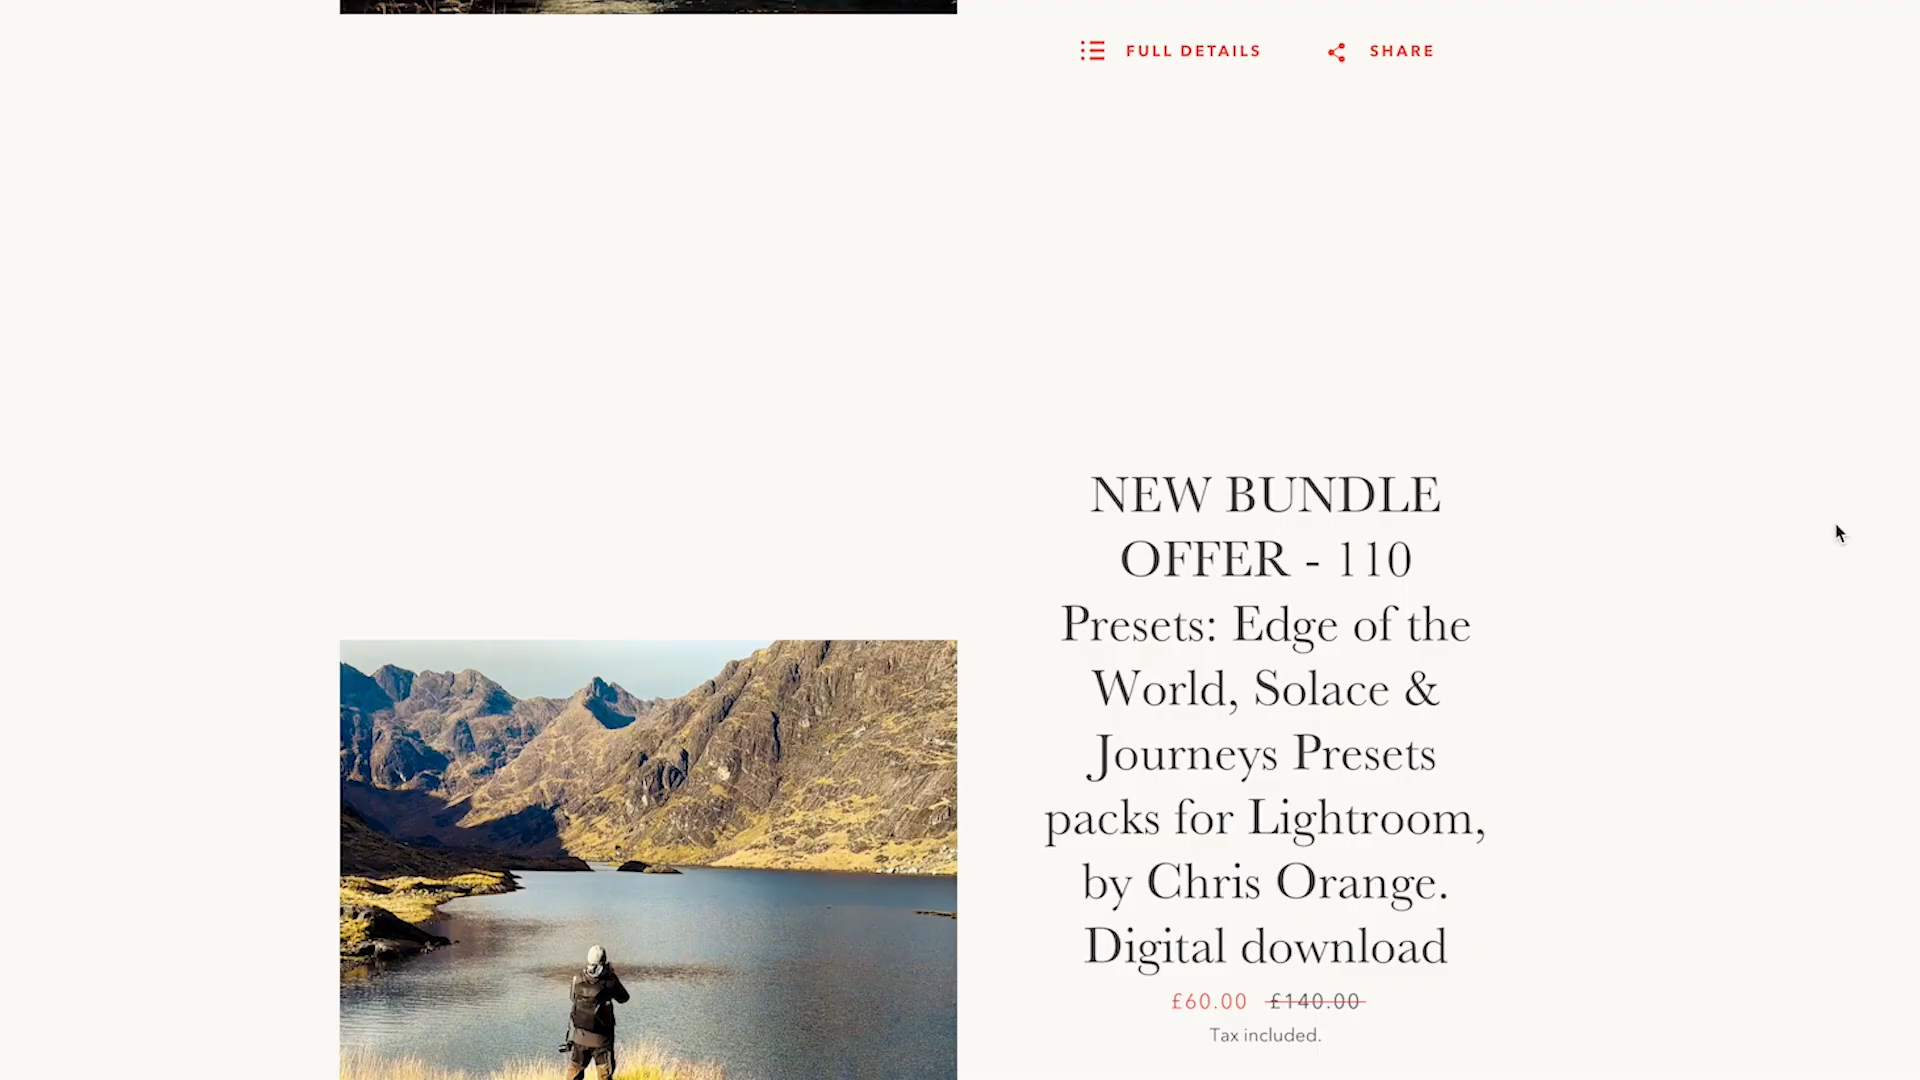 FULL DETAILS
SHARE
NEW BUNDLE
OFFER - 110
Presets: Edge of the
World, Solace &
Journeys Presets
packs for Lightroom,
by Chris Orange.
Digital download
£60.00 £140.00
Tax included.